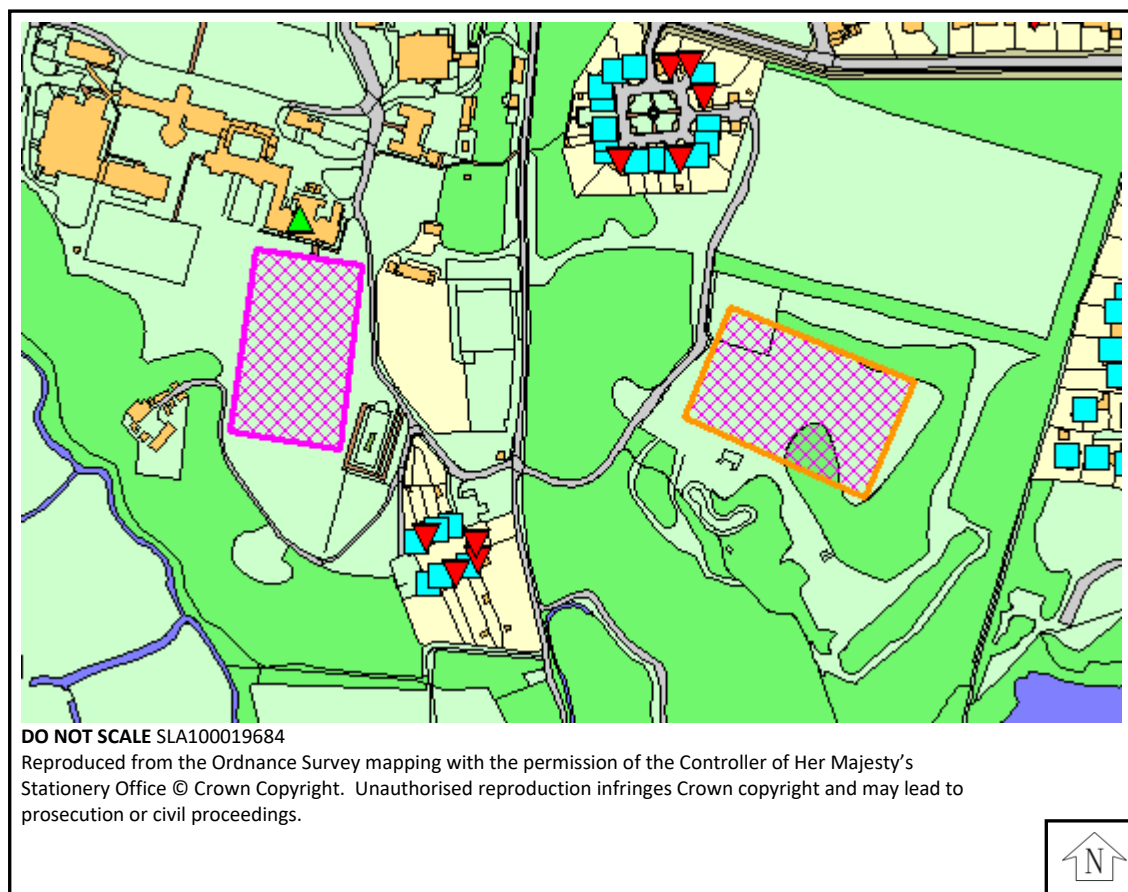 DO NOT SCALE SLA100019684
Reproduced from the Ordnance Survey mapping with the permission of the Controller of Her Majesty’s
Stationery Office © Crown Copyright.  Unauthorised reproduction infringes Crown copyright and may lead to
prosecution or civil proceedings.
N